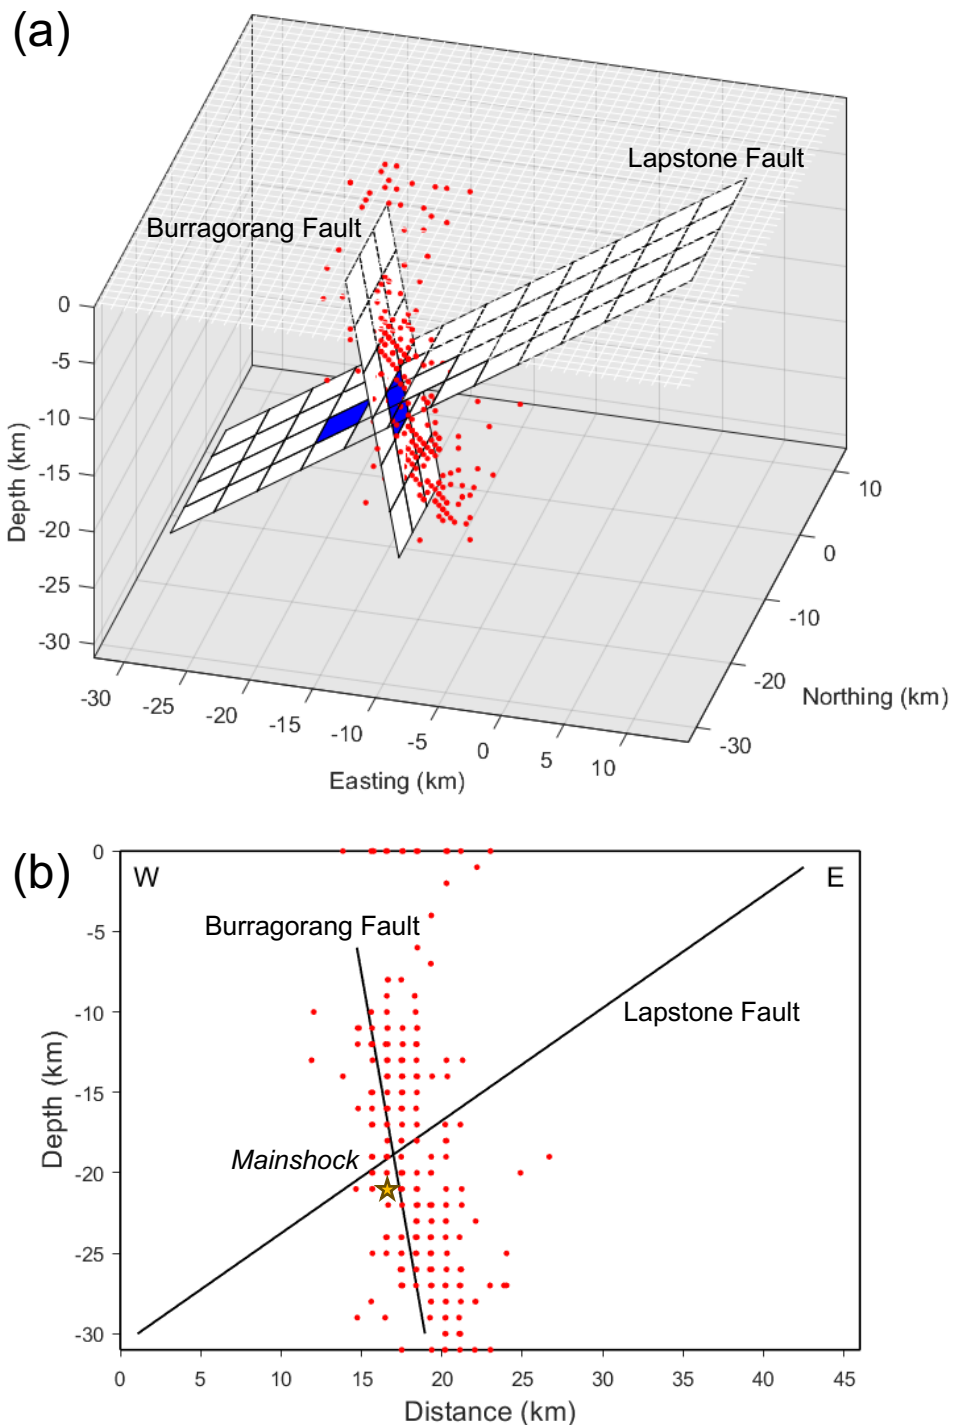 (a)
Lapstone Fault
Burragorang Fault
0
-5
-10
-15
-20
-25
-30
Depth (km)
-30
-25
-20
-15
-10
-5
0
5
10
Easting (km)
10
0
-10
-20
-30
Northing (km)
(b)
W
E
Burragorang Fault
Lapstone Fault
Mainshock
0
-5
-10
-15
-20
-25
-30
Depth (km)
0 5 10 15 20 25 30 35 40 45
Distance (km)